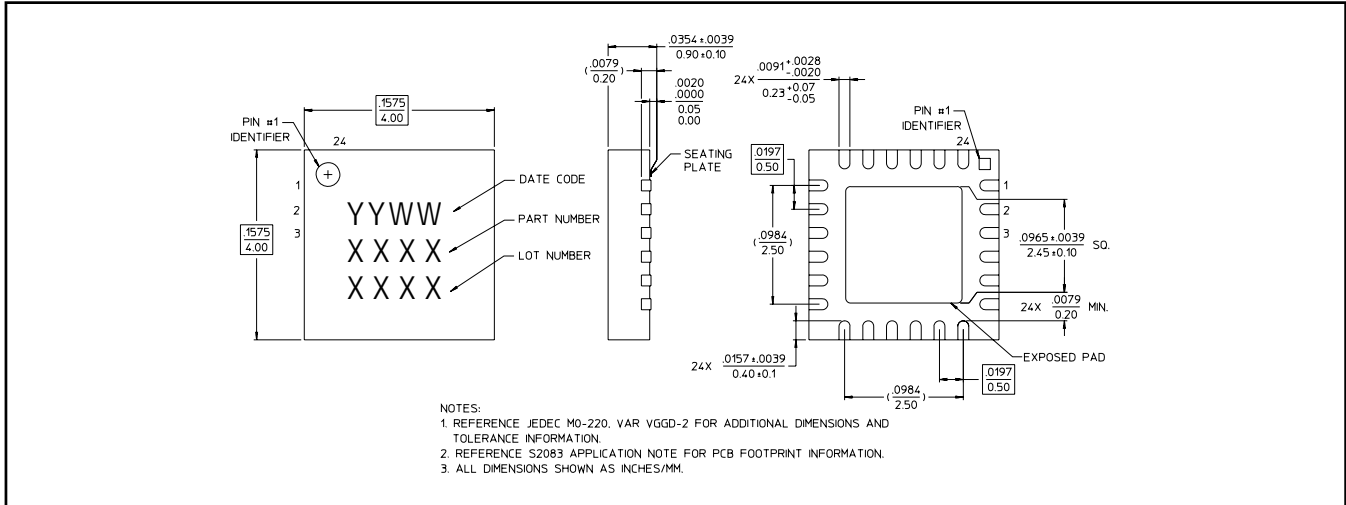 .0354±.0039
0.90±0.10
(.0079
0.20)
.0020
.0000
0.05
0.00
24X .0091+.0028
-.0020
0.23+0.07
-0.05
.1575
4.00
PIN #1
IDENTIFIER
24
1
2
3
.1575
4.00
YYWW
XXXX
XXXX
DATE CODE
PART NUMBER
LOT NUMBER
SEATING
PLATE
PIN #1
IDENTIFIER
24
.0197
0.50
1
2
3
(.0984
2.50)
.0965±.0039
2.45±0.10 SQ.
24X .0079
0.20 MIN.
EXPOSED PAD
24X .0157±.0039
0.40±0.1
(.0984
2.50)
.0197
0.50
NOTES:
1. REFERENCE JEDEC MO-220, VAR VGGD-2 FOR ADDITIONAL DIMENSIONS AND
TOLERANCE INFORMATION.
2. REFERENCE S2083 APPLICATION NOTE FOR PCB FOOTPRINT INFORMATION.
3. ALL DIMENSIONS SHOWN AS INCHES/MM.